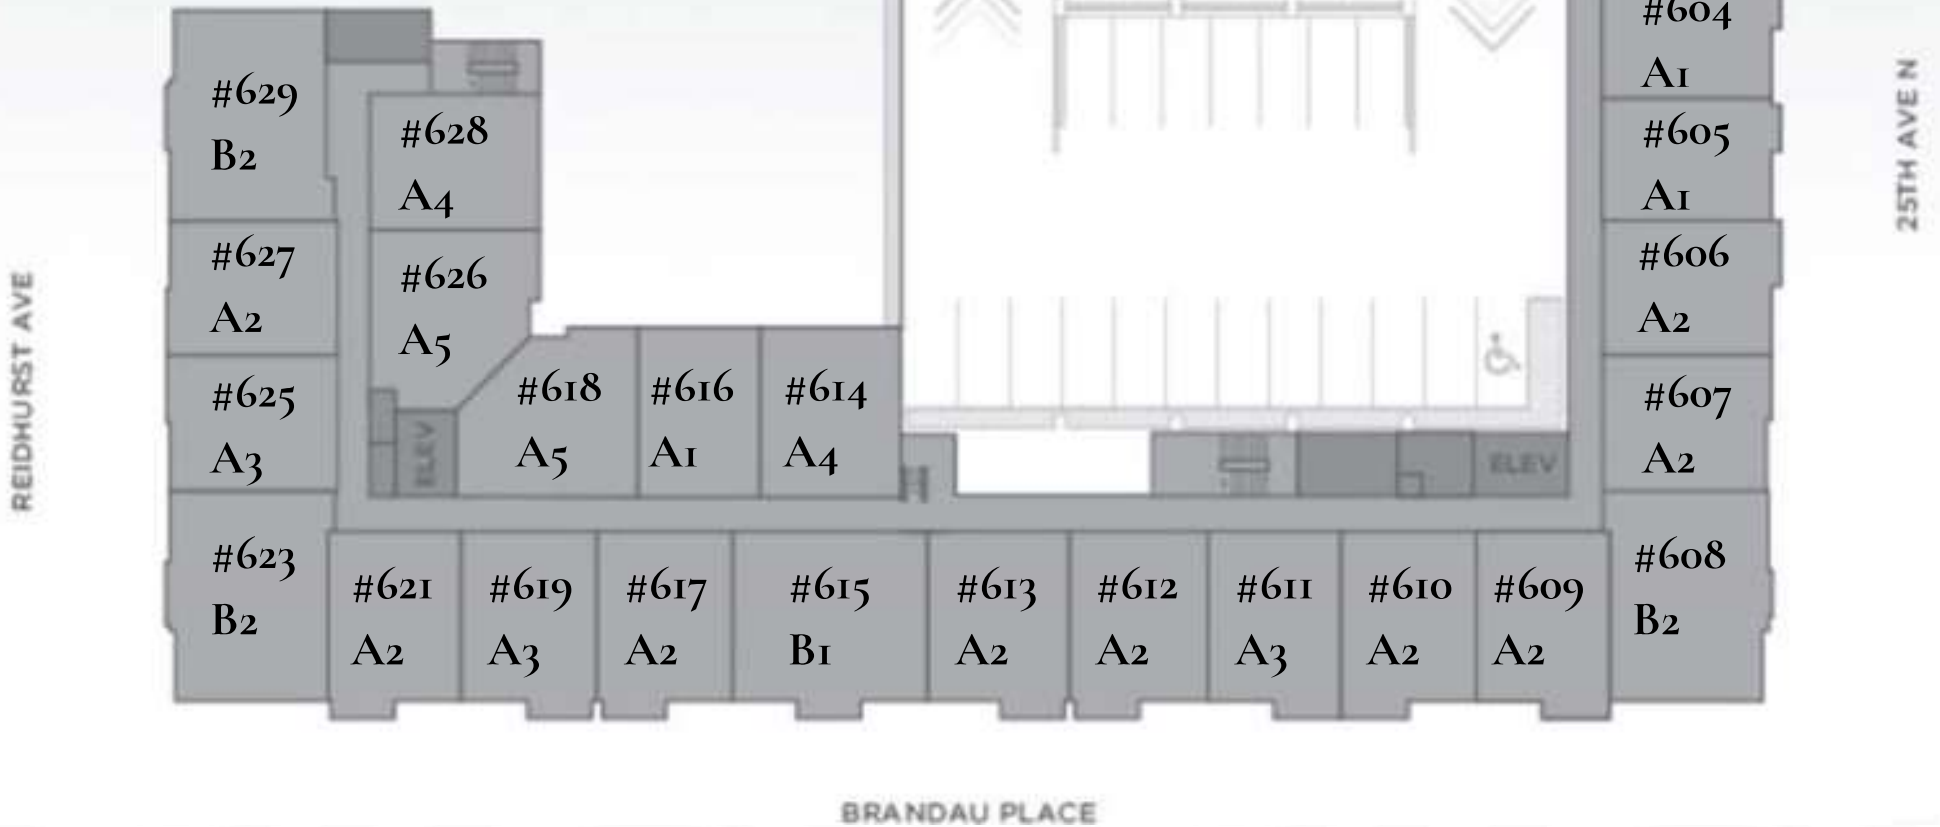 #604
A1
#629
B2
#628
A4
#605
A1
25TH AVE N
#627
A2
#626
A5
#606
A2
REIDHURST AVE
#625
A3
ELEV
#618
A5
#616
A1
#614
A4
ELEV
#607
A2
#623
B2
#621
A2
#619
A3
#617
A2
#615
B1
#613
A2
#612
A2
#611
A3
#610
A2
#609
A2
#608
B2
BRANDAU PLACE